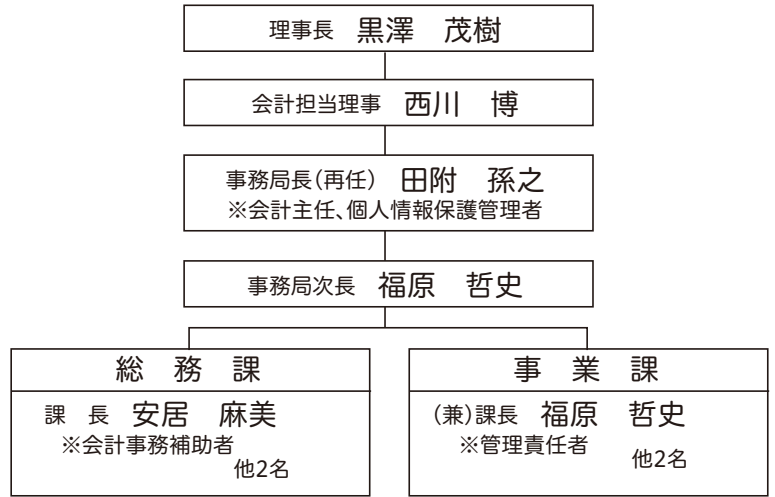 理事長 黒澤　茂樹
会計担当理事 西川　博
事務局長(再任) 田附　孫之
※会計主任、個人情報保護管理者
事務局次長 福原　哲史
総　務　課
課　長 安居　麻美
※会計事務補助者
他2名
事　業　課
(兼)課長 福原　哲史
※管理責任者
他2名